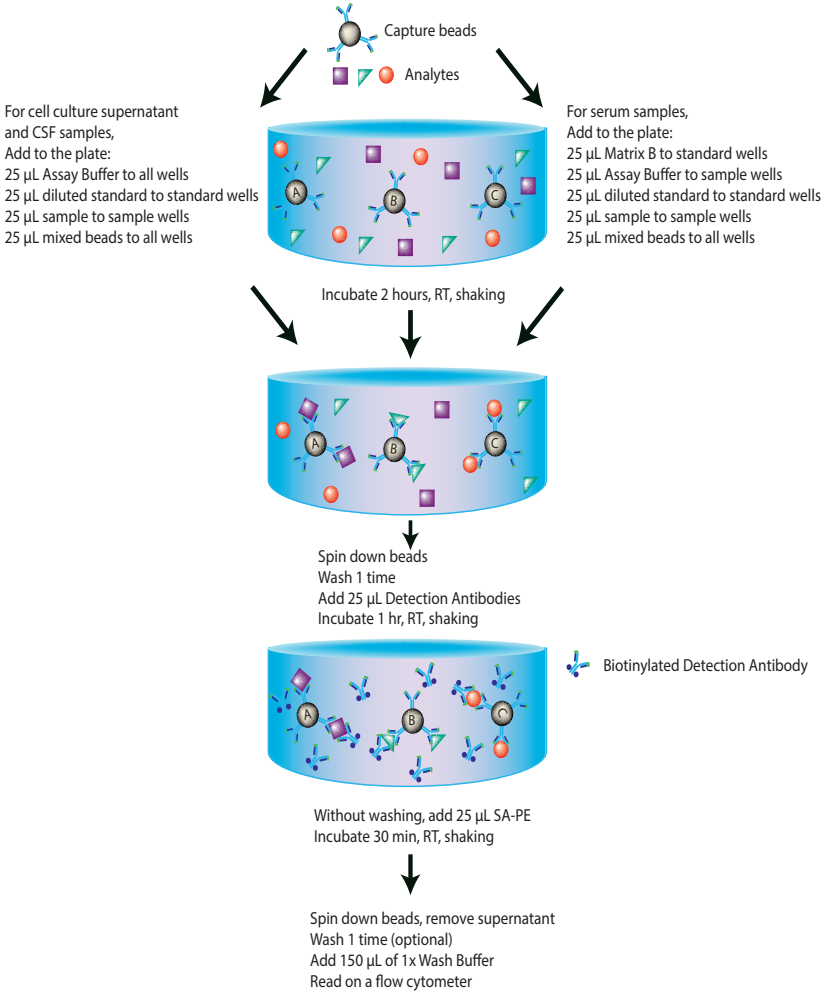 Capture beads
Analytes
For cell culture supernatant
and CSF samples,
Add to the plate:
25 µL Assay Buffer to all wells
25 µL diluted standard to standard wells
25 µL sample to sample wells
25 µL mixed beads to all wells
For serum samples,
Add to the plate:
25 µL Matrix B to standard wells
25 µL Assay Buffer to sample wells
25 µL diluted standard to standard wells
25 µL sample to sample wells
25 µL mixed beads to all wells
A
B
C
Incubate 2 hours, RT, shaking
A
B
C
Spin down beads
Wash 1 time
Add 25 µL Detection Antibodies
Incubate 1 hr, RT, shaking
Biotinylated Detection Antibody
A
B
C
Without washing, add 25 µL SA-PE
Incubate 30 min, RT, shaking
Spin down beads, remove supernatant
Wash 1 time (optional)
Add 150 µL of 1x Wash Buffer
Read on a flow cytometer